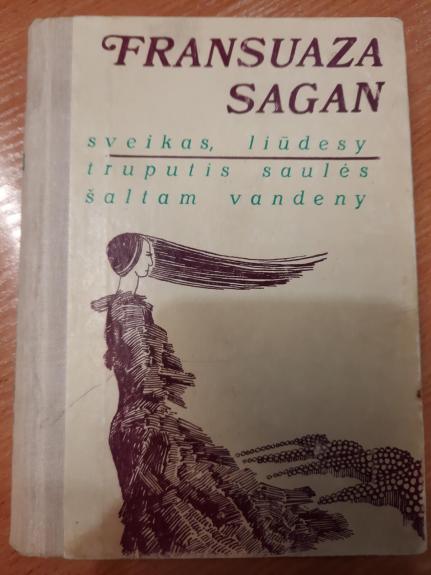 FRANSUAZA
SAGAN
sveikas, liūdesy
truputis saulės
šaltam vandeny